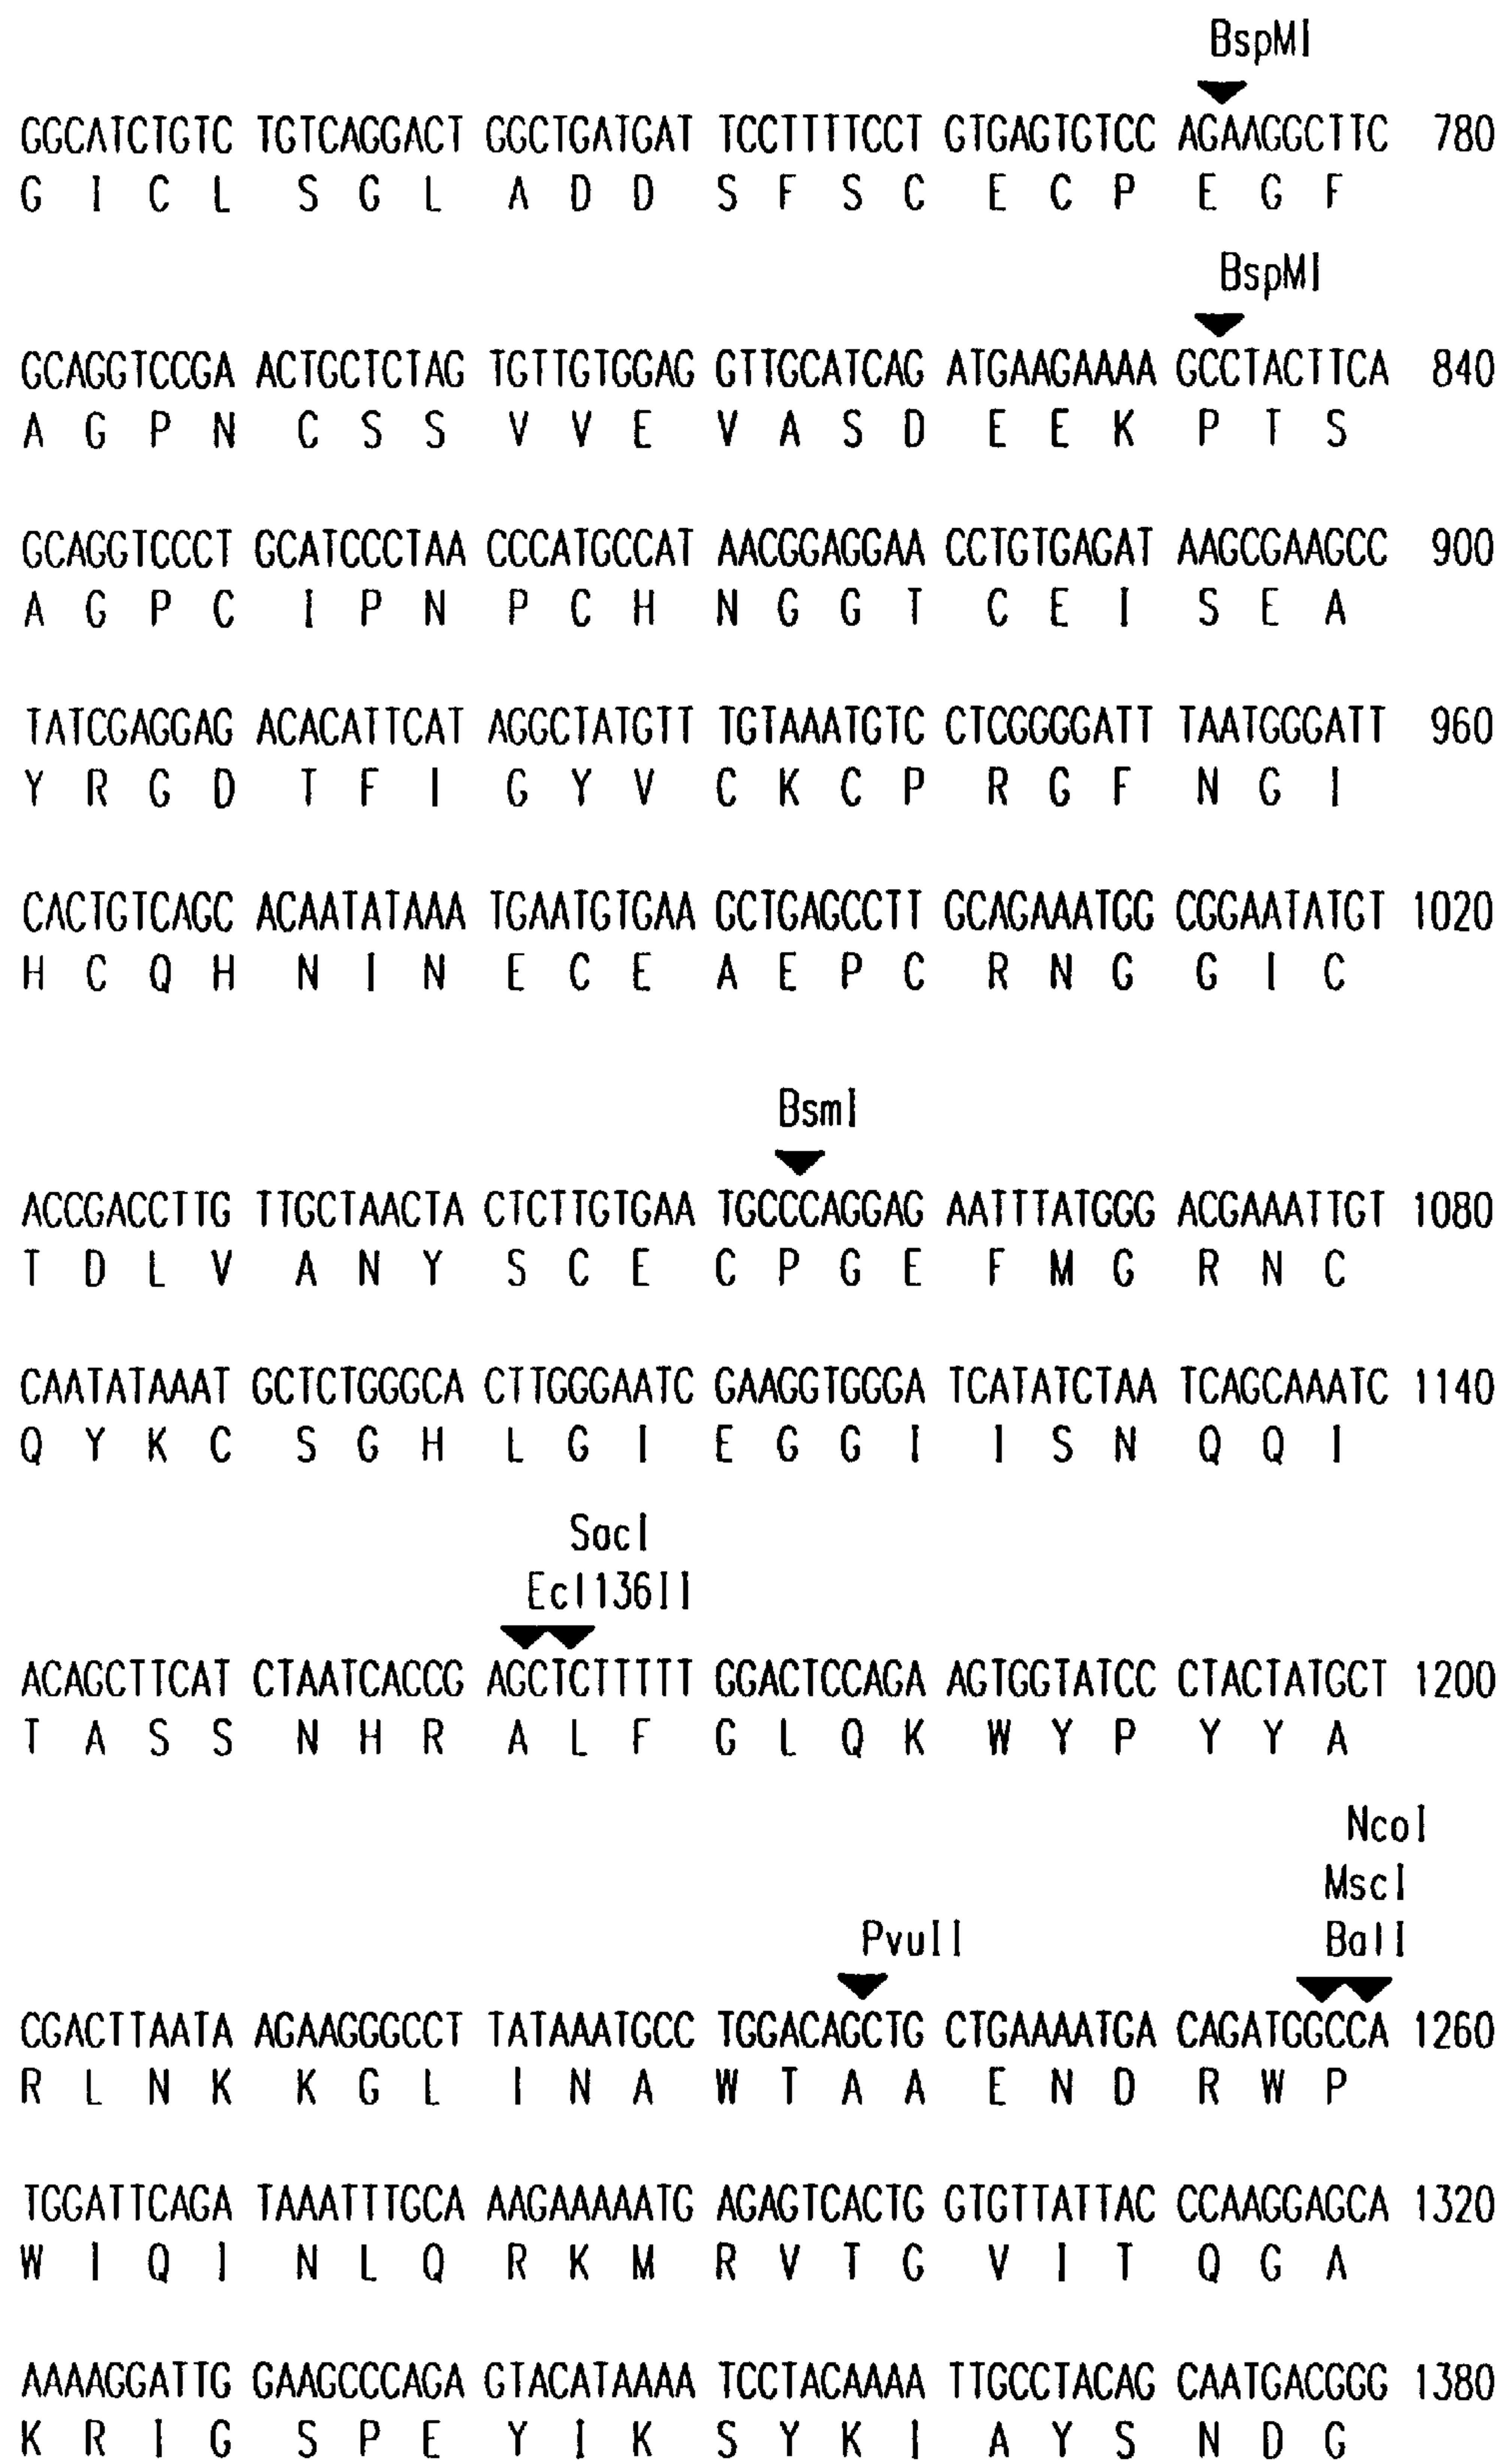 BspMI
GGCATCTGTC TGTCAGGACT GGCTGATGAT TCCTTTTCCT GTGAGTGTCC AGAAGGCTTC 780
G I C L S G L A D D S F S C E C P E G F
BspMI
GCAGGTCCGA ACTGCTCTAG TGTTGTGGAG GTTGCATCAG ATGAAGAAAA GCCTACTTCA 840
A G P N C S S V V E V A S D E E K P T S
GCAGGTCCCT GCATCCCTAA CCCATGCCAT AACGGAGGAA CCTGTGAGAT AAGCGAAGCC 900
A G P C I P N P C H N G G T C E I S E A
TATCGAGGAG ACACATTCAT AGGCTATGTT TGTAAATGTC CTCGGGGATT TAATGGGATT 960
Y R G D T F I G Y V C K C P R G F N G I
CACTGTCAGC ACAATATAAA TGAATGTGAA GCTGAGCCTT GCAGAAATGG CGGAATATGT 1020
H C Q H N I N E C E A E P C R N G G I C
BsmI
ACCGACCTTG TTGCTAACTA CTCTTGTGAA TGCCCAGGAG AATTTATGGG ACGAAATTGT 1080
T D L V A N Y S C E C P G E F M G R N C
CAATATAAAT GCTCTGGGCA CTTGGGAATC GAAGGTGGGA TCATATCTAA TCAGCAAATC 1140
Q Y K C S G H L G I E G G I I S N Q Q I
SacI
Ecl136II
ACAGCTTCAT CTAATCACCG AGCTCTTTTT GGACTCCAGA AGTGGTATCC CTACTATGCT 1200
T A S S N H R A L F G L Q K W Y P Y Y A
NcoI
MscI
PvuII BalI
CGACTTAATA AGAAGGGCCT TATAAATGCC TGGACAGCTG CTGAAAATGA CAGATGGCCA 1260
R L N K K G L I N A W T A A E N D R W P
TGGATTCAGA TAAATTTGCA AAGAAAAATG AGAGTCACTG GTGTTATTAC CCAAGGAGCA 1320
W I Q I N L Q R K M R V T G V I T Q G A
AAAAGGATTG GAAGCCCAGA GTACATAAAA TCCTACAAAA TTGCCTACAG CAATGACGGG 1380
K R I G S P E Y I K S Y K I A Y S N D G